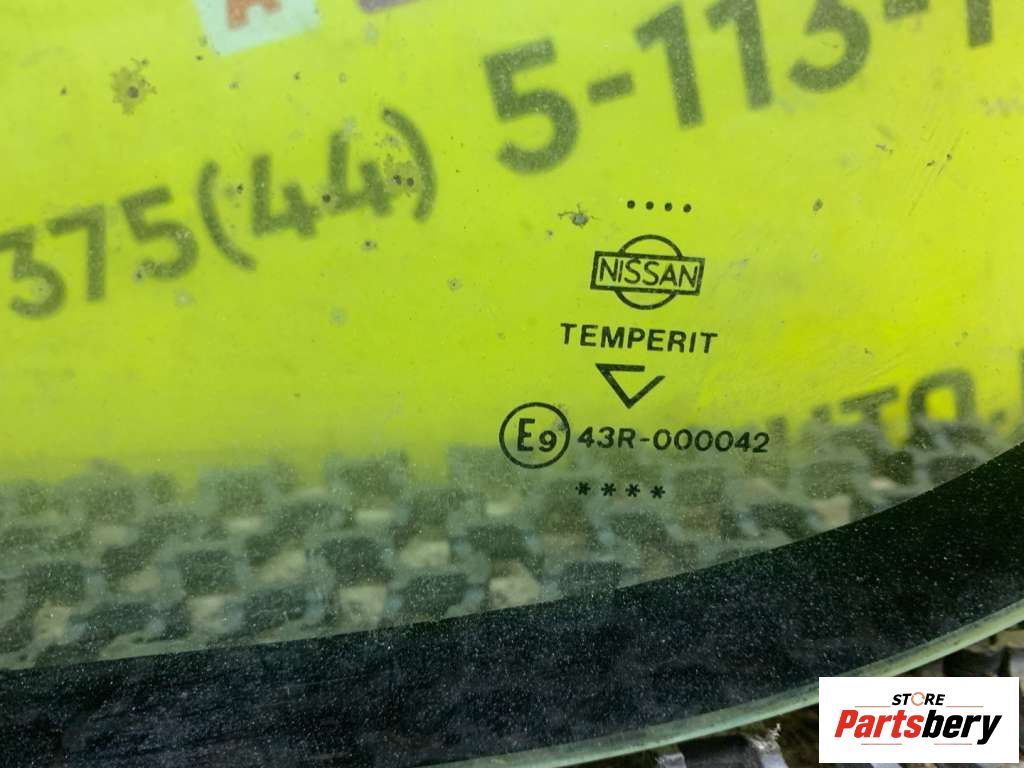 375(44) 5-113-
....
NISSAN
TEMPERIT
E9 43R-000042
****
STORE
Partsbery